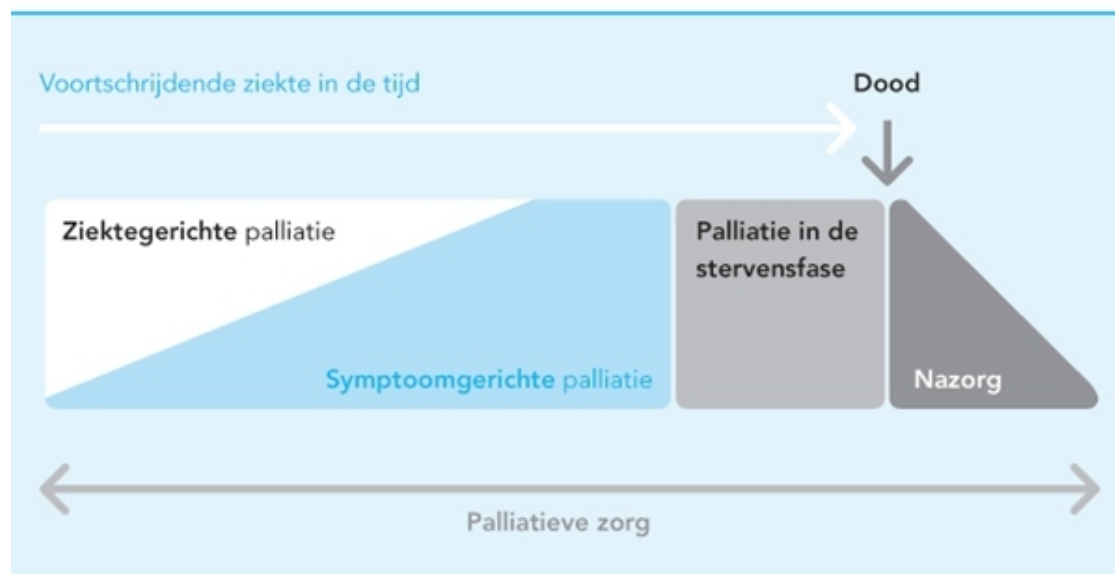 Voortschrijdende ziekte in de tijd
Dood
Ziektegerichte palliatie
Palliatie in de
stervensfase
Symptoomgerichte palliatie
Nazorg
Palliatieve zorg